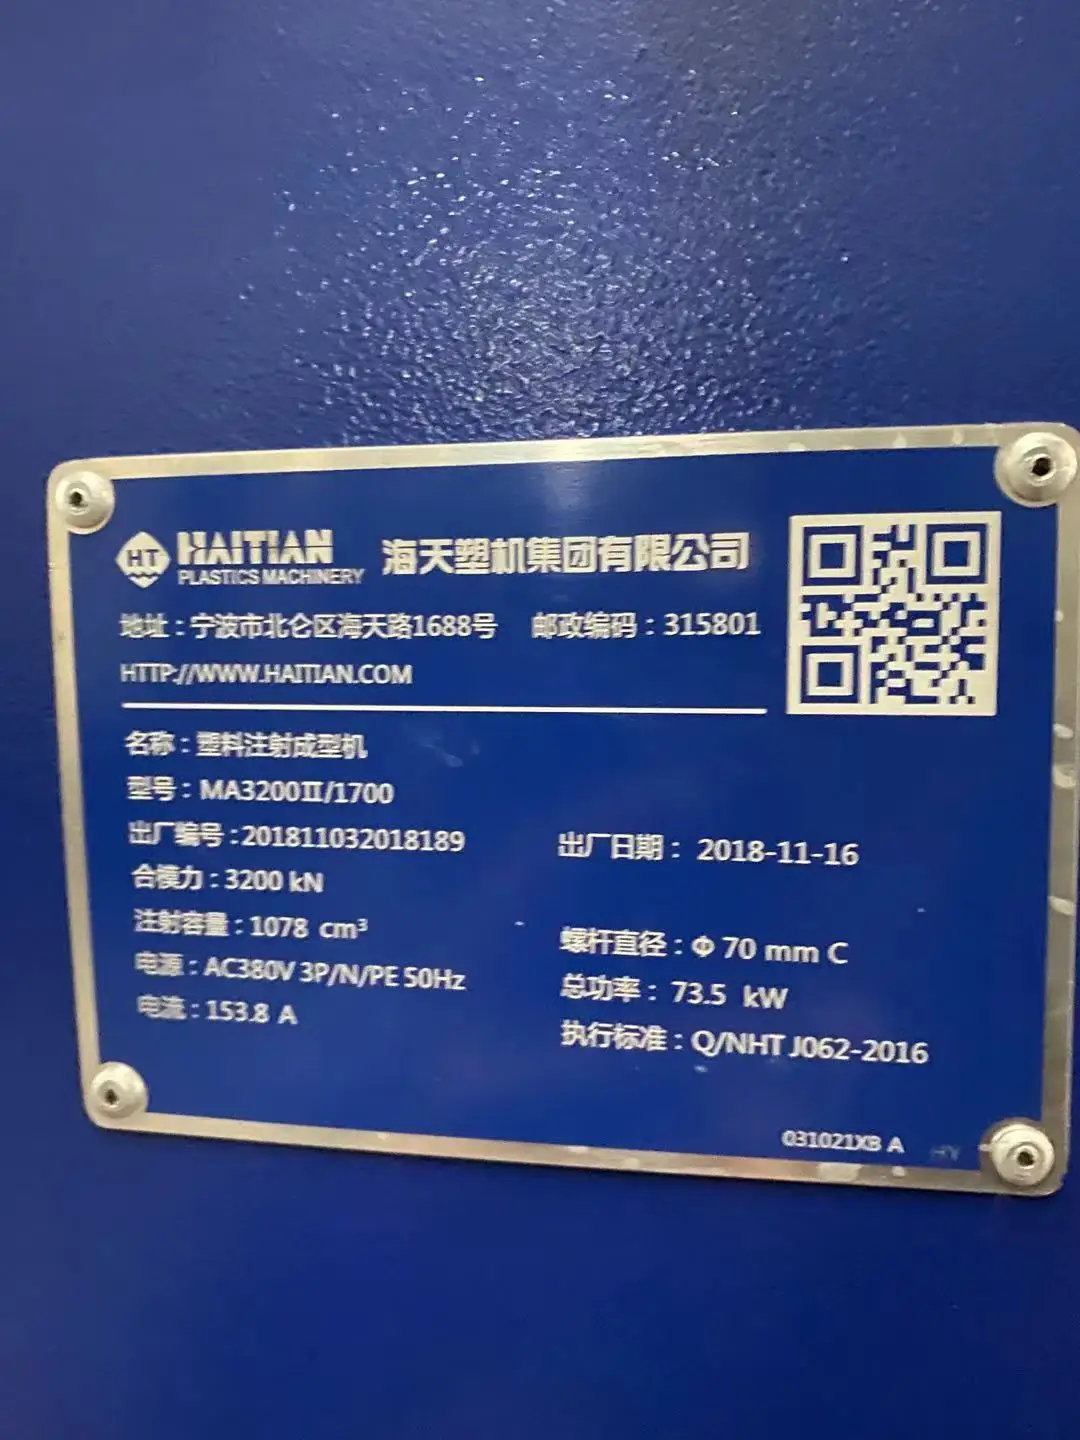 HT HAITIAN 海天塑机集团有限公司
PLASTICS MACHINERY
地址：宁波市北仑区海天路1688号 邮政编码：315801
HTTP://WWW.HAITIAN.COM
名称：塑料注射成型机
型号：MA3200Ⅱ/1700
出厂编号：201811032018189 出厂日期：2018-11-16
合模力：3200 kN
注射容量：1078 cm³ 螺杆直径：Φ 70 mm C
电源：AC380V 3P/N/PE 50Hz 总功率：73.5 kW
电流：153.8 A 执行标准：Q/NHT J062-2016
031021XB A